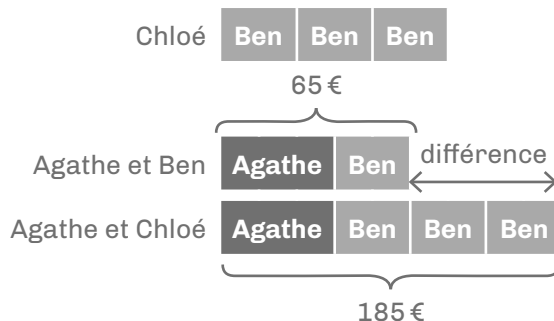 Chloé Ben Ben Ben
65 €
Agathe et Ben Agathe Ben différence
Agathe et Chloé Agathe Ben Ben Ben
185 €